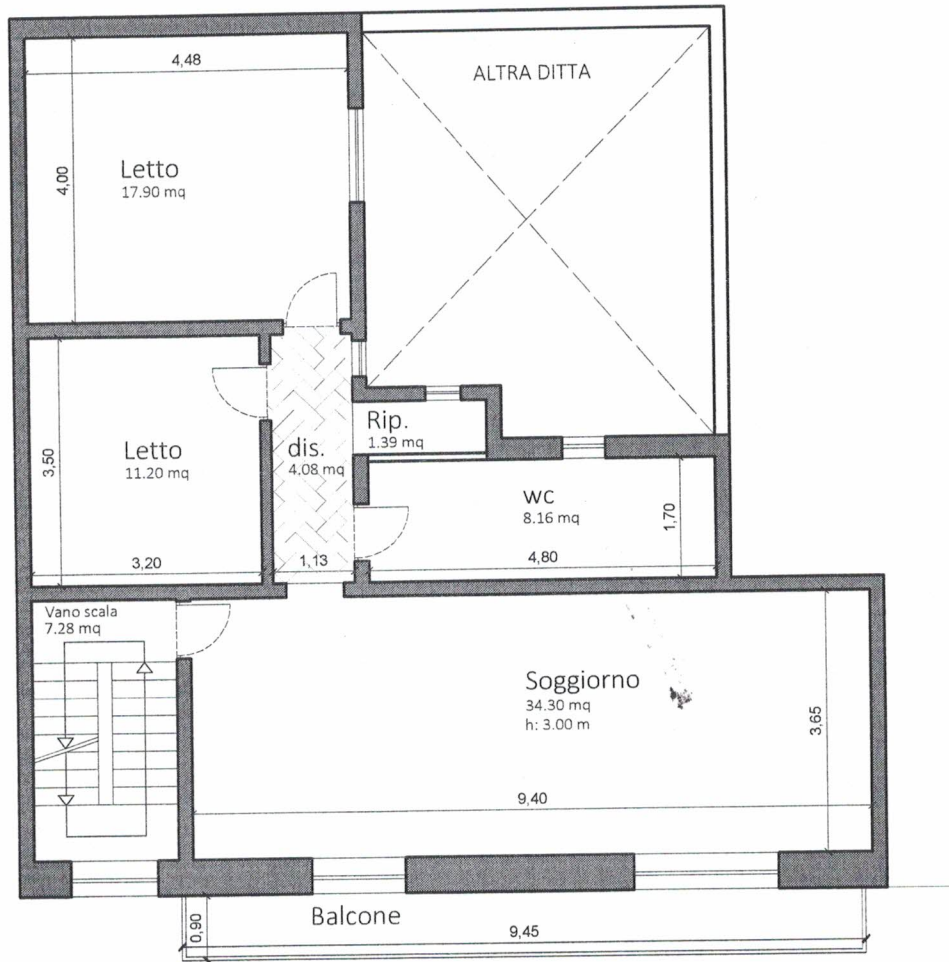 4,48
ALTRA DITTA
4,00
Letto
17.90 mq
Rip.
1.39 mq
3,50
Letto
11.20 mq
dis.
4.08 mq
wc
8.16 mq
1,70
3,20
1,13
4,80
Vano scala
7.28 mq
Soggiorno
34.30 mq
h: 3.00 m
3,65
9,40
0,90
Balcone
9,45